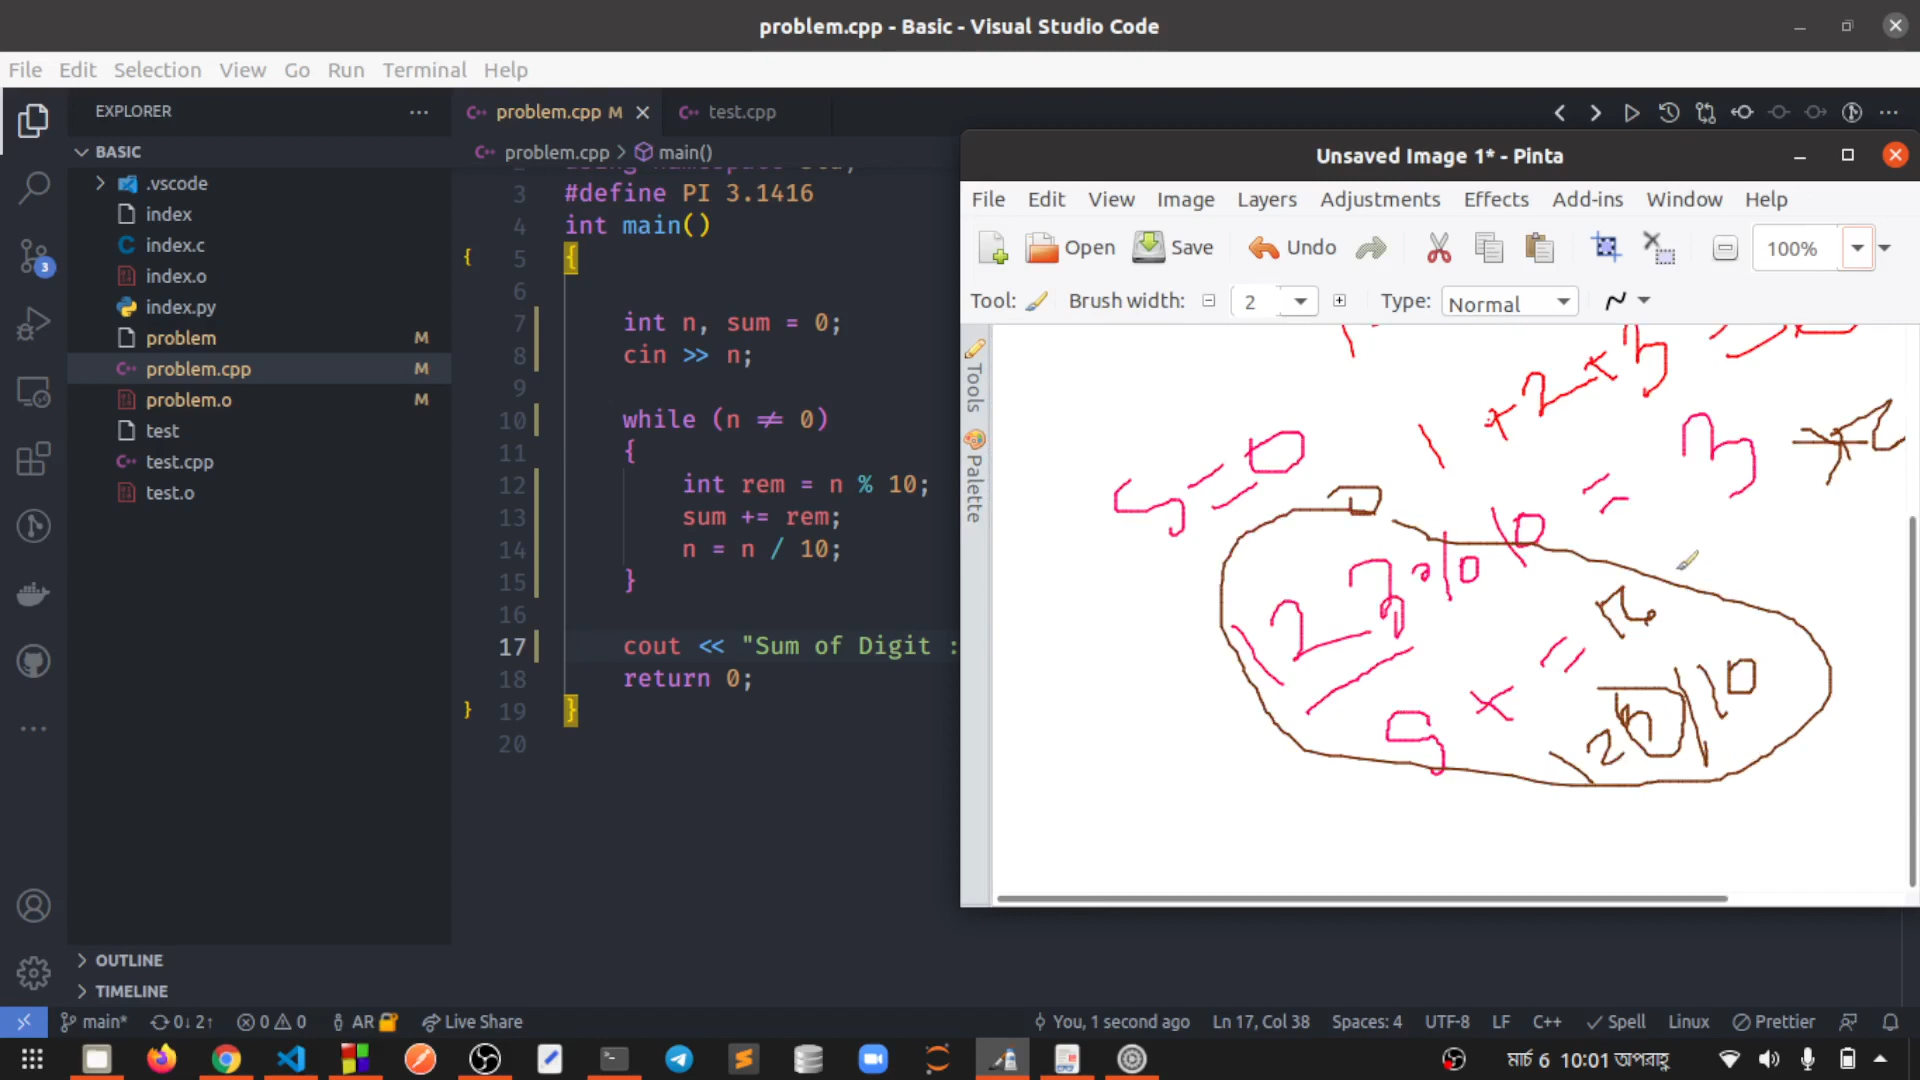 problem.cpp - Basic - Visual Studio Code
File Edit Selection View Go Run Terminal Help
EXPLORER
problem.cpp M
test.cpp
BASIC
problem.cpp > main()
.vscode
index
index.c
index.o
index.py
problem M
problem.cpp M
problem.o M
test
test.cpp
test.o
3
3 #define PI 3.1416
4 int main()
5 {
6
7 int n, sum = 0;
8 cin >> n;
9
10 while (n ≠ 0)
11 {
12 int rem = n % 10;
13 sum += rem;
14 n = n / 10;
15 }
16
17 cout << "Sum of Digit :
18 return 0;
19 }
20
Unsaved Image 1* - Pinta
File Edit View Image Layers Adjustments Effects Add-ins Window Help
Open Save Undo 100%
Tool: Brush width: 2 Type: Normal
Tools
Palette
1 + 2 + 3
S = 0
= 3
OUTLINE
TIMELINE
main* 0↓ 2↑ 0 0 AR Live Share
You, 1 second ago Ln 17, Col 38 Spaces: 4 UTF-8 LF C++ Spell Linux Prettier
মার্চ 6 10:01 অপরাহ্ণ